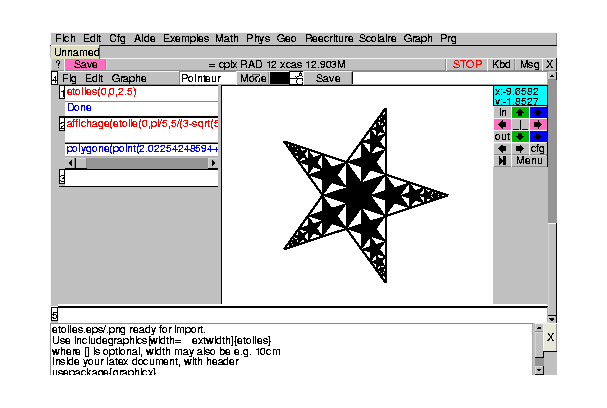 Fich Edit Cfg Aide Exemples Math Phys Geo Reecriture Scolaire Graph Prg
Unnamed
? Save = cplx RAD 12 xcas 12.903M STOP Kbd Msg X
4 Fig Edit Graphe Pointeur Mode Save
1 etoiles(0,0,2.5)
Done
2 affichage(etoile(0,pi/5,5/(3-sqrt(5
polygone(point(2.02254248594+
3
x:-9.6582
y:-1.8527
in
out
cfg
Menu
5
etoiles.eps/.png ready for import.
Use includegraphics[width= extwidth]{etoiles}
where [] is optional, width may also be e.g. 10cm
Inside your latex document, with header
usepackage{graphicx}
X